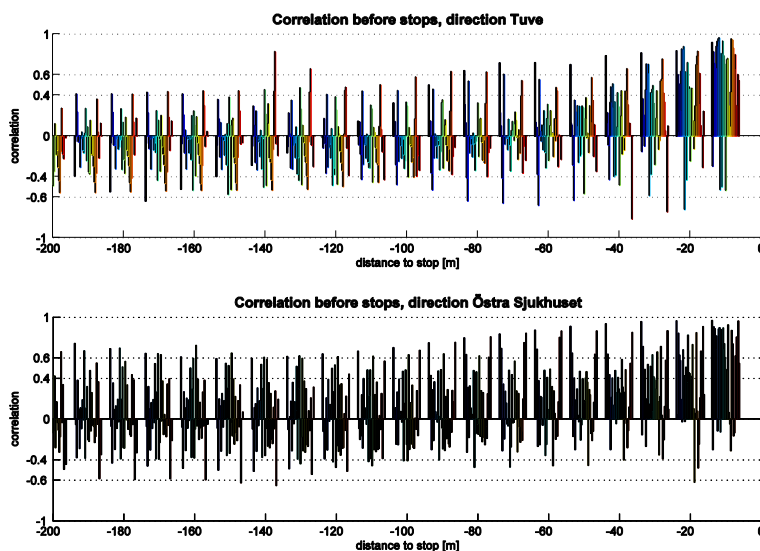 Correlation before stops, direction Tuve
1
0.6
0.4
0
-0.4
-0.6
-1
correlation
-200 -180 -160 -140 -120 -100 -80 -60 -40 -20 0
distance to stop [m]
Correlation before stops, direction Östra Sjukhuset
1
0.6
0.4
0
-0.4
-0.6
-1
correlation
-200 -180 -160 -140 -120 -100 -80 -60 -40 -20 0
distance to stop [m]